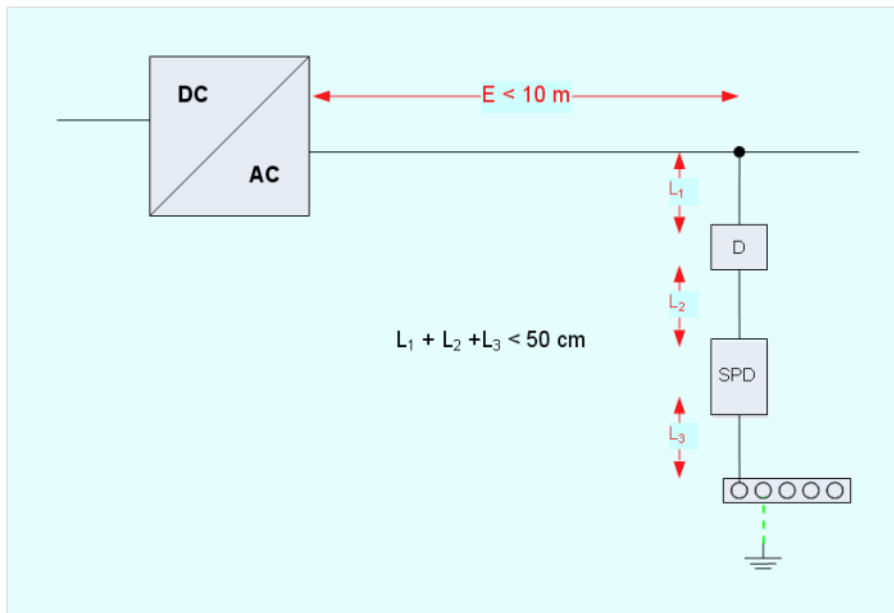 DC
AC
E < 10 m
L₁
D
L₂
L₁ + L₂ +L₃ < 50 cm
SPD
L₃